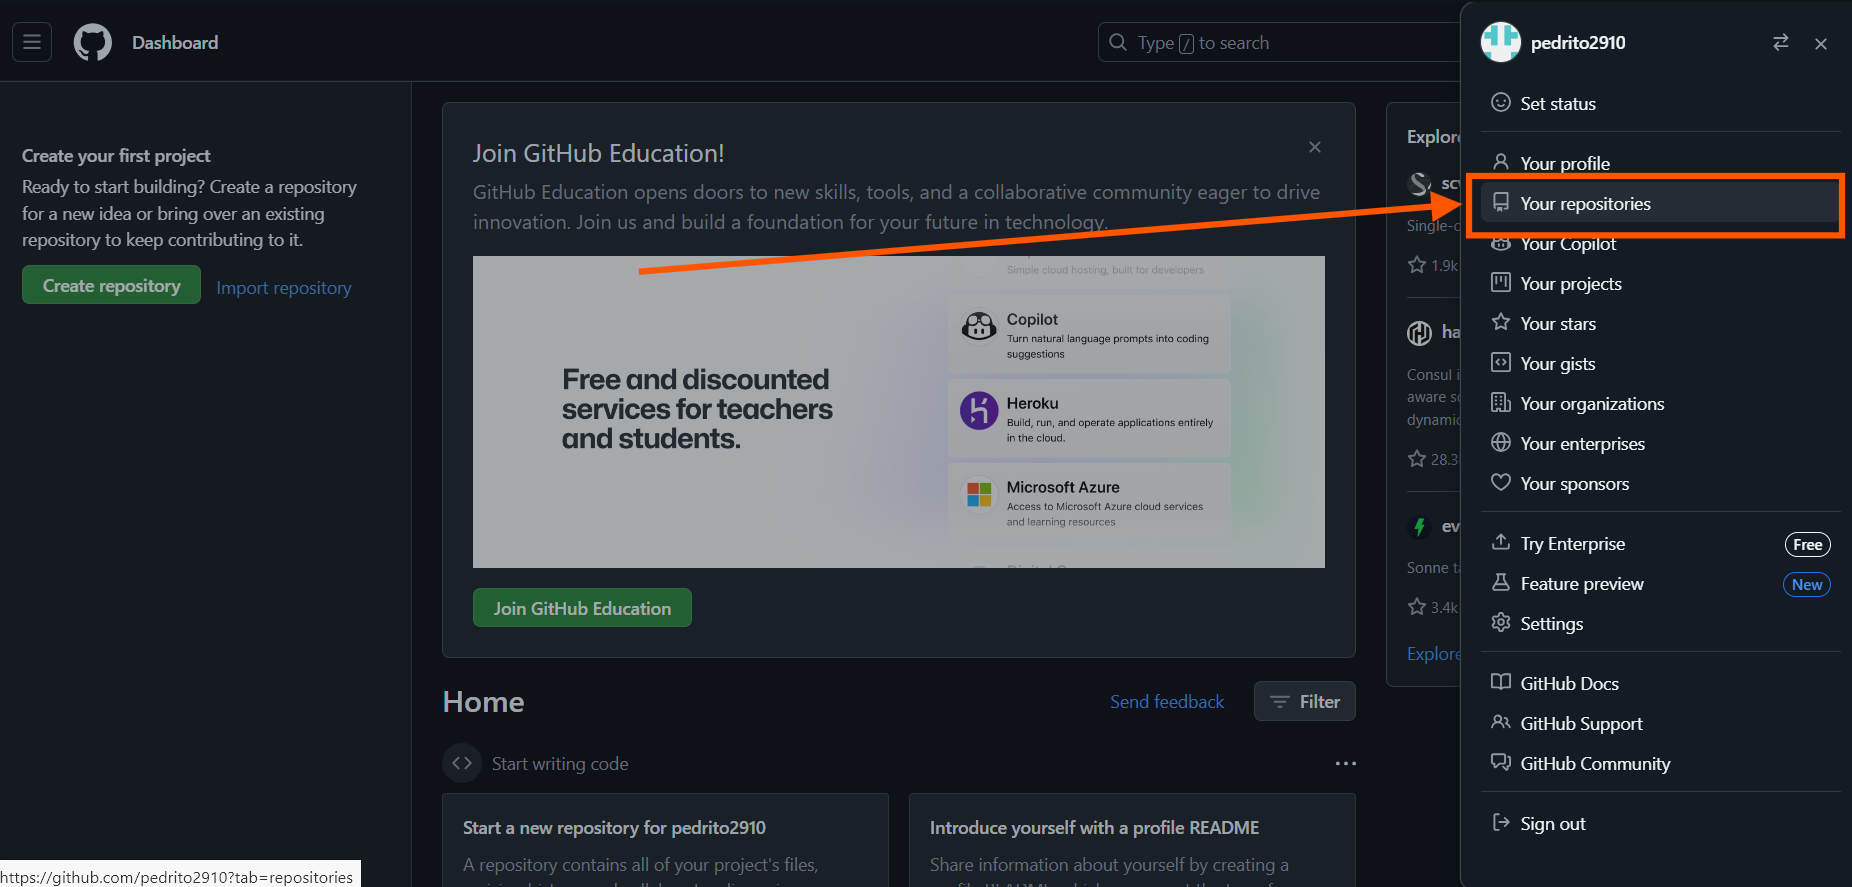 Dashboard
Type / to search
pedrito2910
Create your first project
Ready to start building? Create a repository
for a new idea or bring over an existing
repository to keep contributing to it.
Create repository
Import repository
Join GitHub Education!
GitHub Education opens doors to new skills, tools, and a collaborative community eager to drive
innovation. Join us and build a foundation for your future in technology.
Free and discounted
services for teachers
and students.
Simple cloud hosting, built for developers
Copilot
Turn natural language prompts into coding
suggestions
Heroku
Build, run, and operate applications entirely
in the cloud.
Microsoft Azure
Access to Microsoft Azure cloud services
and learning resources
Join GitHub Education
Home
Send feedback
Filter
Start writing code
Start a new repository for pedrito2910
A repository contains all of your project's files,
Introduce yourself with a profile README
Share information about yourself by creating a
Explore
1.9k
Consul
aware
28.3
Sonne
3.4k
Explore
Set status
Your profile
Your repositories
Your Copilot
Your projects
Your stars
Your gists
Your organizations
Your enterprises
Your sponsors
Try Enterprise
Free
Feature preview
New
Settings
GitHub Docs
GitHub Support
GitHub Community
Sign out
https://github.com/pedrito2910?tab=repositories